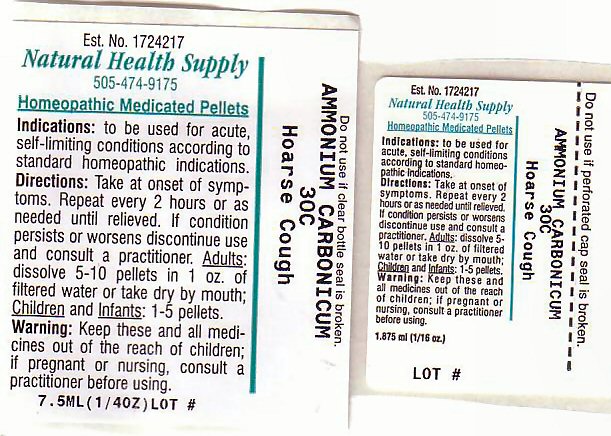 Est. No. 1724217
Natural Health Supply
505-474-9175
Homeopathic Medicated Pellets
Indications: to be used for acute,
self-limiting conditions according to
standard homeopathic indications.
Directions: Take at onset of symp-
toms. Repeat every 2 hours or as
needed until relieved. If condition
persists or worsens discontinue use
and consult a practitioner. Adults:
dissolve 5-10 pellets in 1 oz. of
filtered water or take dry by mouth;
Children and Infants: 1-5 pellets.
Warning: Keep these and all medi-
cines out of the reach of children;
if pregnant or nursing, consult a
practitioner before using.
7.5ML(1/4OZ)LOT #
Do not use if clear bottle seal is broken.
AMMONIUM CARBONICUM
30C
Hoarse Cough
Est. No. 1724217
Natural Health Supply
505-474-9175
Homeopathic Medicated Pellets
Indications: to be used for
acute, self-limiting conditions
according to standard homeo-
pathic indications.
Directions: Take at onset of
symptoms. Repeat every 2
hours or as needed until relieved.
If condition persists or worsens
discontinue use and consult a
practitioner. Adults: dissolve 5-
10 pellets in 1 oz. of filtered
water or take dry by mouth;
Children and Infants: 1-5 pellets.
Warning: Keep these and
all medicines out of the reach
of children; if pregnant or
nursing, consult a practitioner
before using.
1.875 ml (1/16 oz.)
LOT #
Do not use if perforated cap seal is broken.
AMMONIUM CARBONICUM
30C
Hoarse Cough